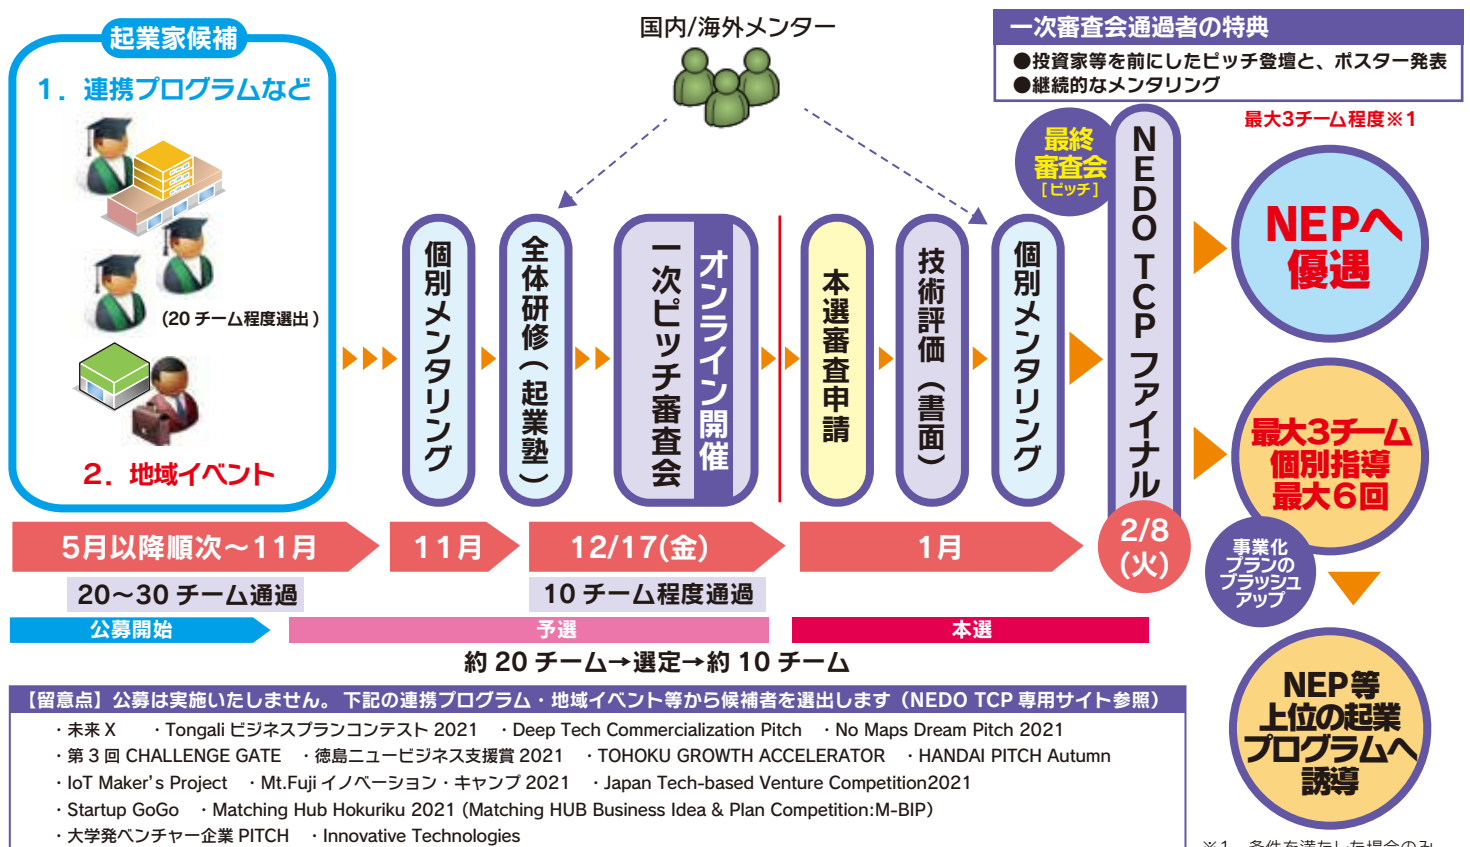 起業家候補
1．連携プログラムなど
(20 チーム程度選出 )
2．地域イベント
国内/海外メンター
一次審査会通過者の特典
●投資家等を前にしたピッチ登壇と、ポスター発表
●継続的なメンタリング
個別メンタリング
全体研修（起業塾）
一次ピッチ審査会
オンライン開催
本選審査申請
技術評価（書面）
個別メンタリング
最終
審査会
［ピッチ］
NEDO TCP ファイナル
最大3チーム程度※1
NEPへ
優遇
最大3チーム
個別指導
最大6回
事業化
プランの
ブラッシュ
アップ
NEP等
上位の起業
プログラムへ
誘導
5月以降順次～11月
11月
12/17(金)
1月
2/8
(火)
20～30 チーム通過
10 チーム程度通過
公募開始
予選
本選
約 20 チーム→選定→約 10 チーム
【留意点】公募は実施いたしません。下記の連携プログラム・地域イベント等から候補者を選出します（NEDO TCP 専用サイト参照）
・未来 X ・Tongali ビジネスプランコンテスト 2021 ・Deep Tech Commercialization Pitch ・No Maps Dream Pitch 2021
・第 3 回 CHALLENGE GATE ・徳島ニュービジネス支援賞 2021 ・TOHOKU GROWTH ACCELERATOR ・HANDAI PITCH Autumn
・IoT Maker's Project ・Mt.Fuji イノベーション・キャンプ 2021 ・Japan Tech-based Venture Competition2021
・Startup GoGo ・Matching Hub Hokuriku 2021 (Matching HUB Business Idea & Plan Competition:M-BIP)
・大学発ベンチャー企業 PITCH ・Innovative Technologies
※1 条件を満たした場合のみ